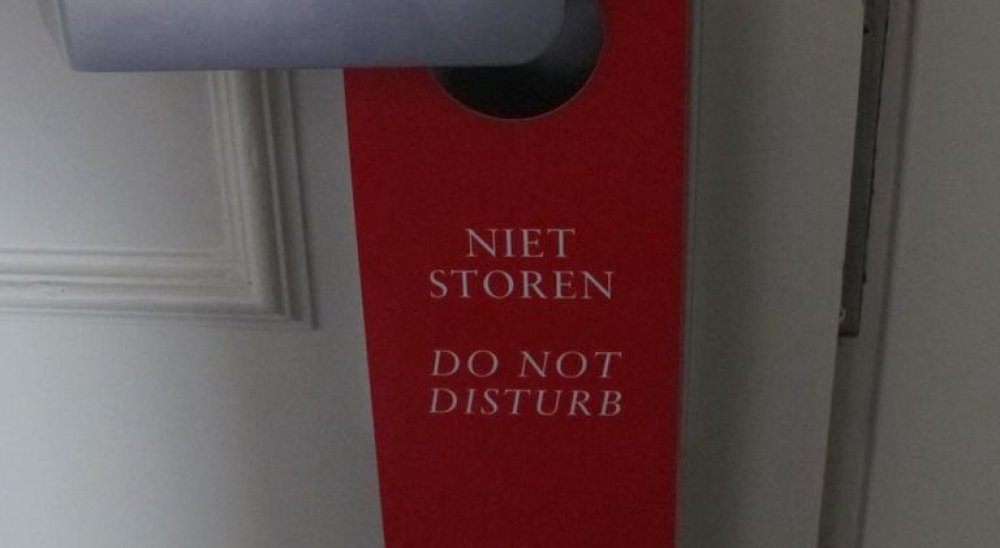 NIET
STOREN
DO NOT
DISTURB